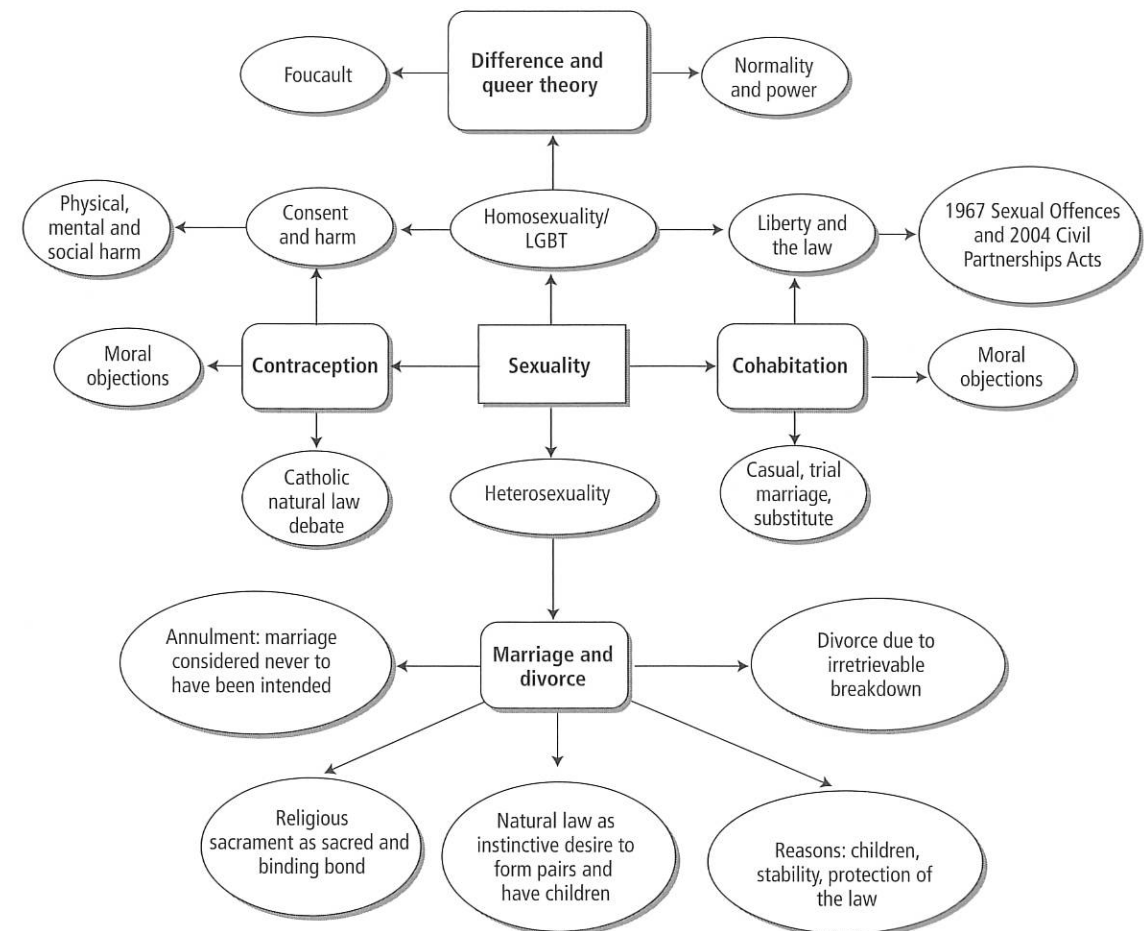 Difference and
queer theory
Foucault
Normality
and power
Physical,
mental and
social harm
Consent
and harm
Homosexuality/
LGBT
Liberty and
the law
1967 Sexual Offences
and 2004 Civil
Partnerships Acts
Moral
objections
Contraception
Sexuality
Cohabitation
Moral
objections
Catholic
natural law
debate
Heterosexuality
Casual, trial
marriage,
substitute
Annulment: marriage
considered never to
have been intended
Marriage and
divorce
Divorce due to
irretrievable
breakdown
Religious
sacrament as sacred and
binding bond
Natural law as
instinctive desire to
form pairs and
have children
Reasons: children,
stability, protection of
the law